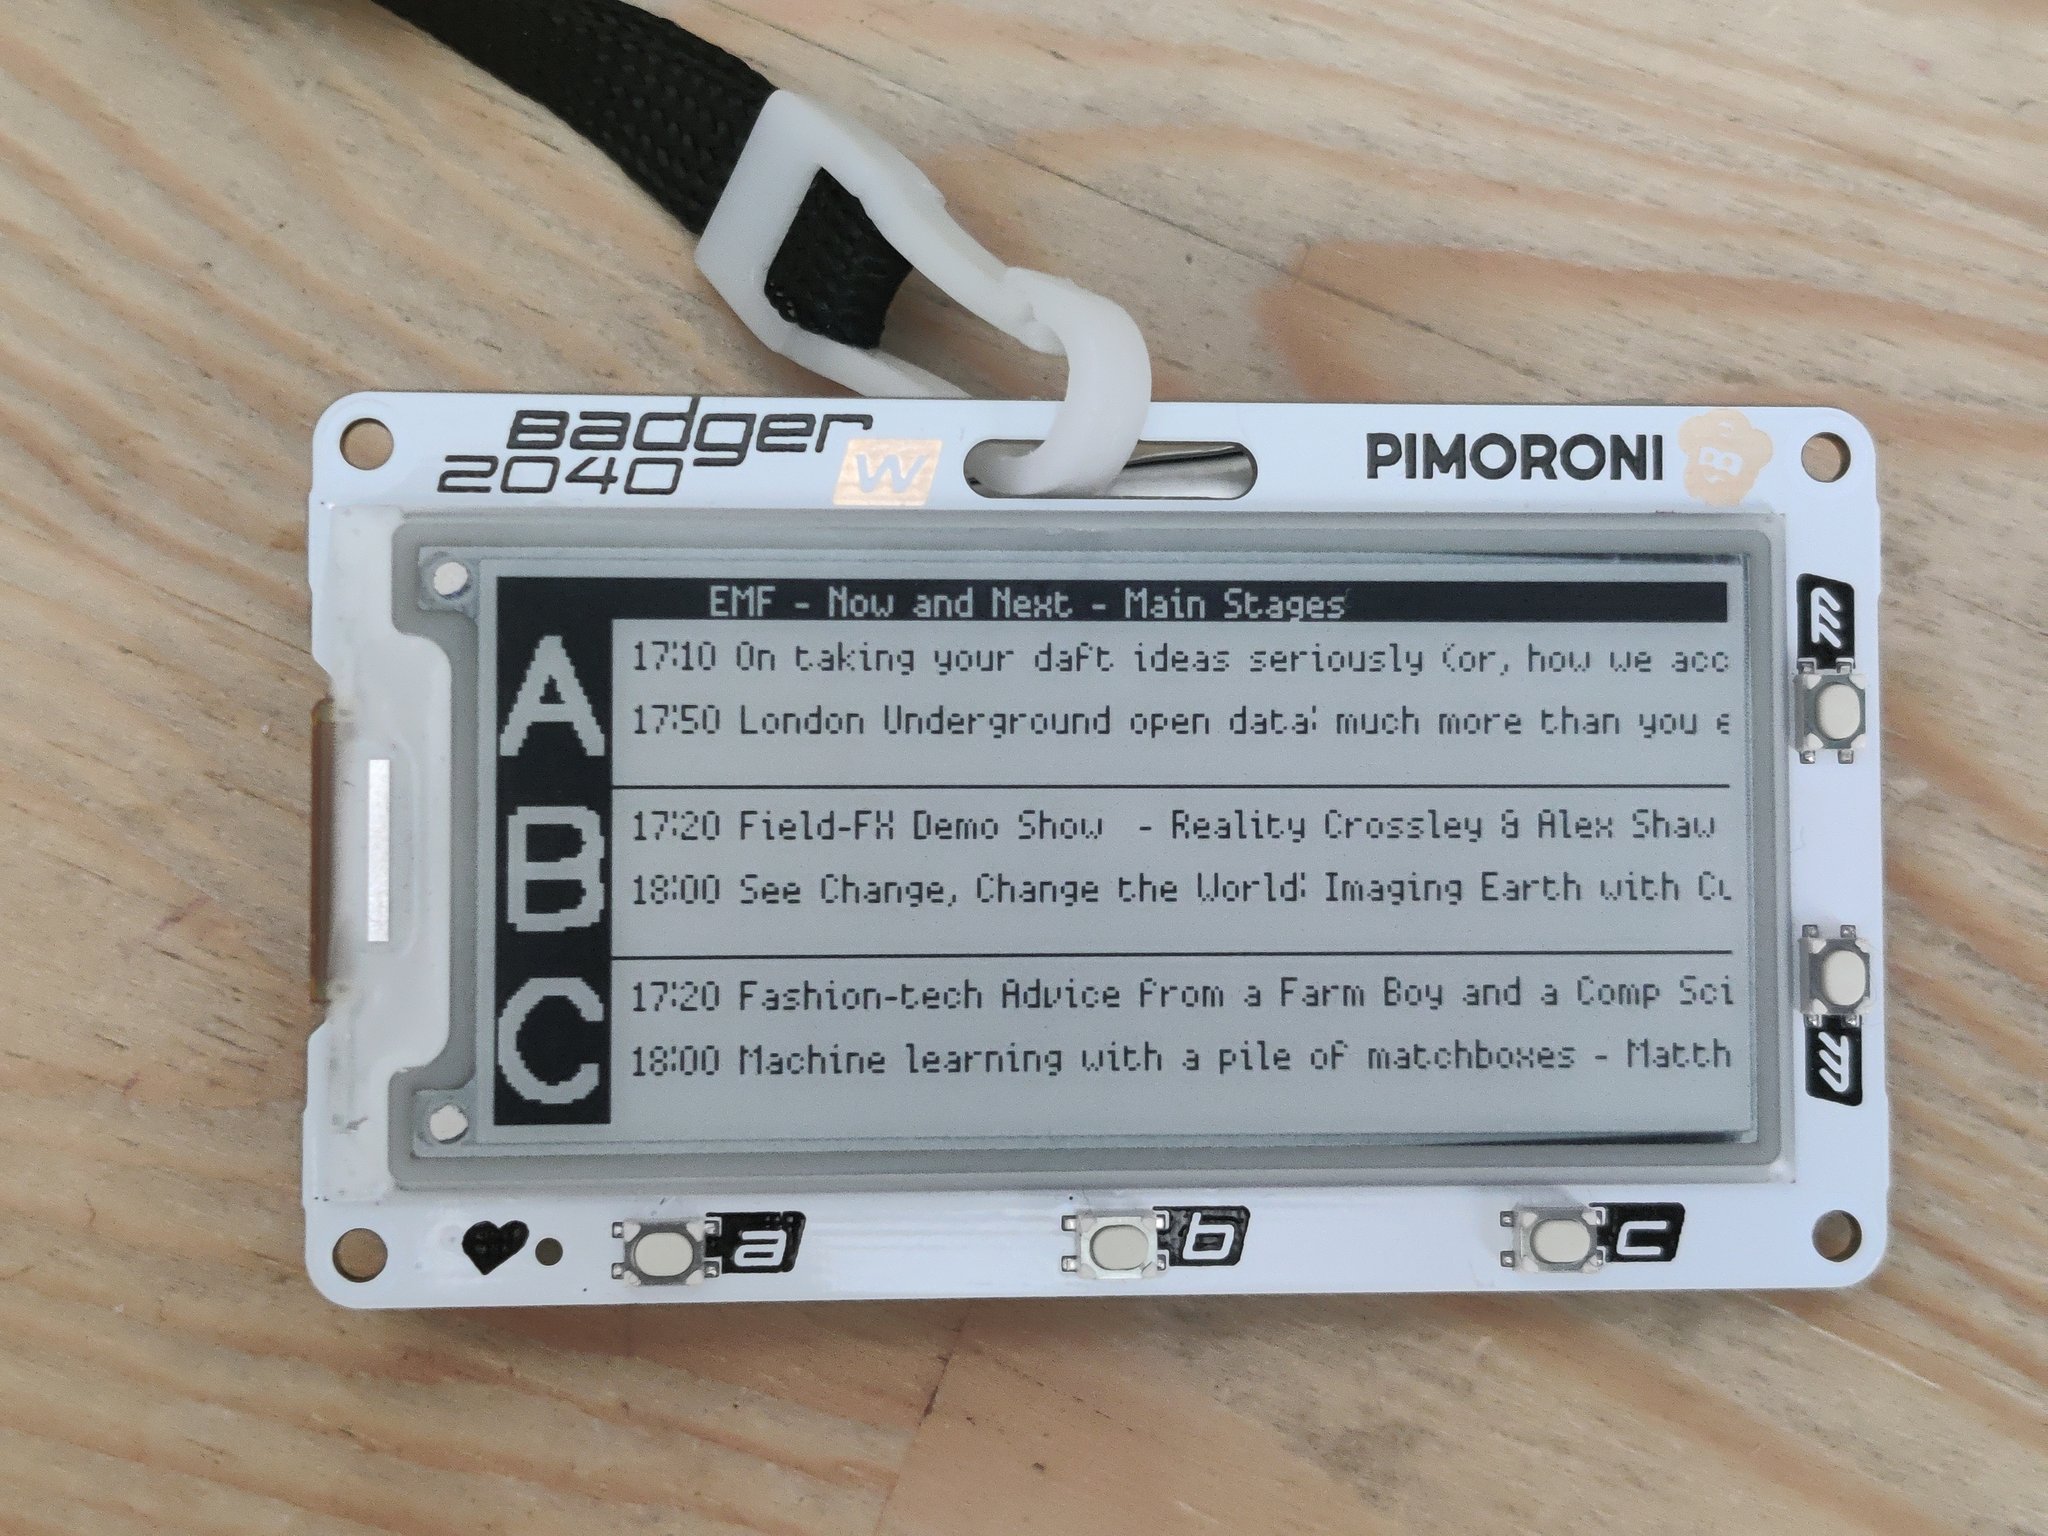 Badger
2040 W
PIMORONI
EMF - Now and Next - Main Stages
A
17:10 On taking your daft ideas seriously (or, how we acc
17:50 London Underground open data: much more than you e
B
17:20 Field-FX Demo Show - Reality Crossley & Alex Shaw
18:00 See Change, Change the World: Imaging Earth with Cu
C
17:20 Fashion-tech Advice from a Farm Boy and a Comp Sci
18:00 Machine learning with a pile of matchboxes - Matth
a
b
c